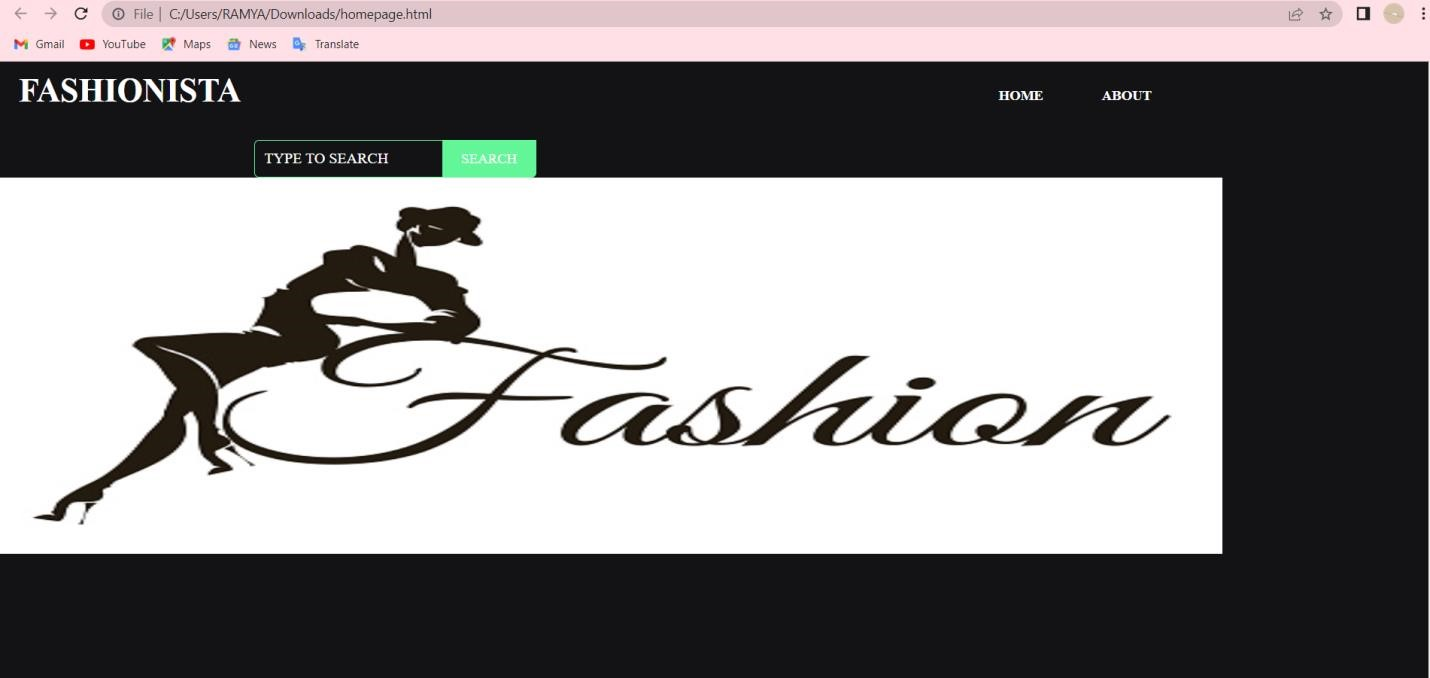 File | C:/Users/RAMYA/Downloads/homepage.html
Gmail YouTube Maps News Translate
FASHIONISTA HOME ABOUT
TYPE TO SEARCH SEARCH
Fashion